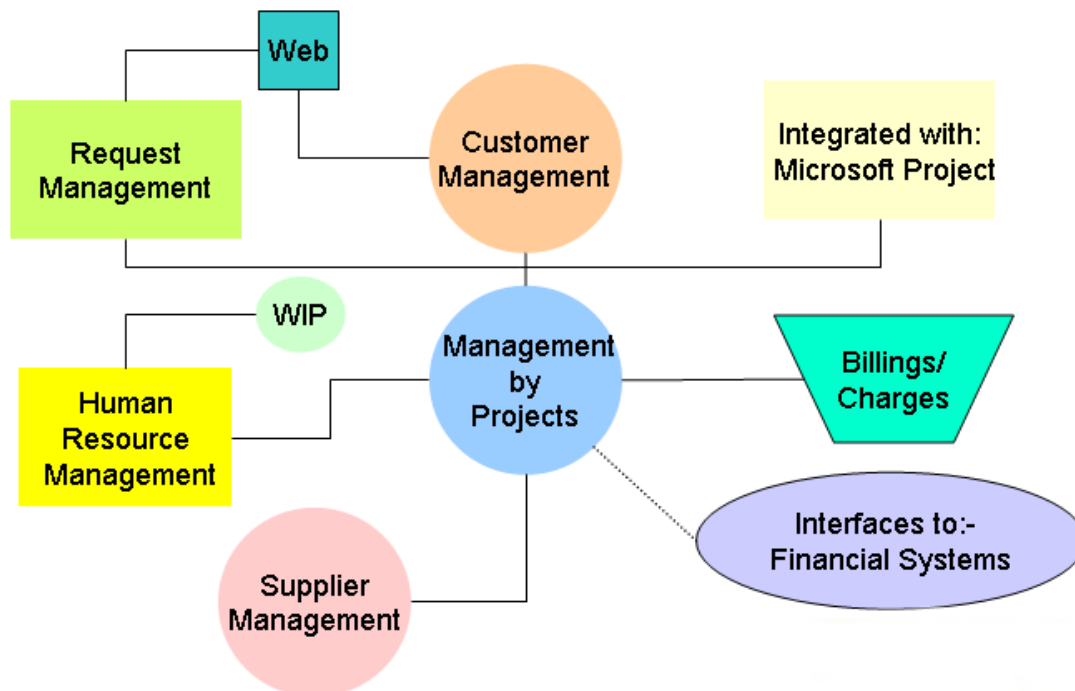 Web
Request
Management
Customer
Management
Integrated with:
Microsoft Project
WIP
Management
by
Projects
Billings/
Charges
Human
Resource
Management
Interfaces to:-
Financial Systems
Supplier
Management